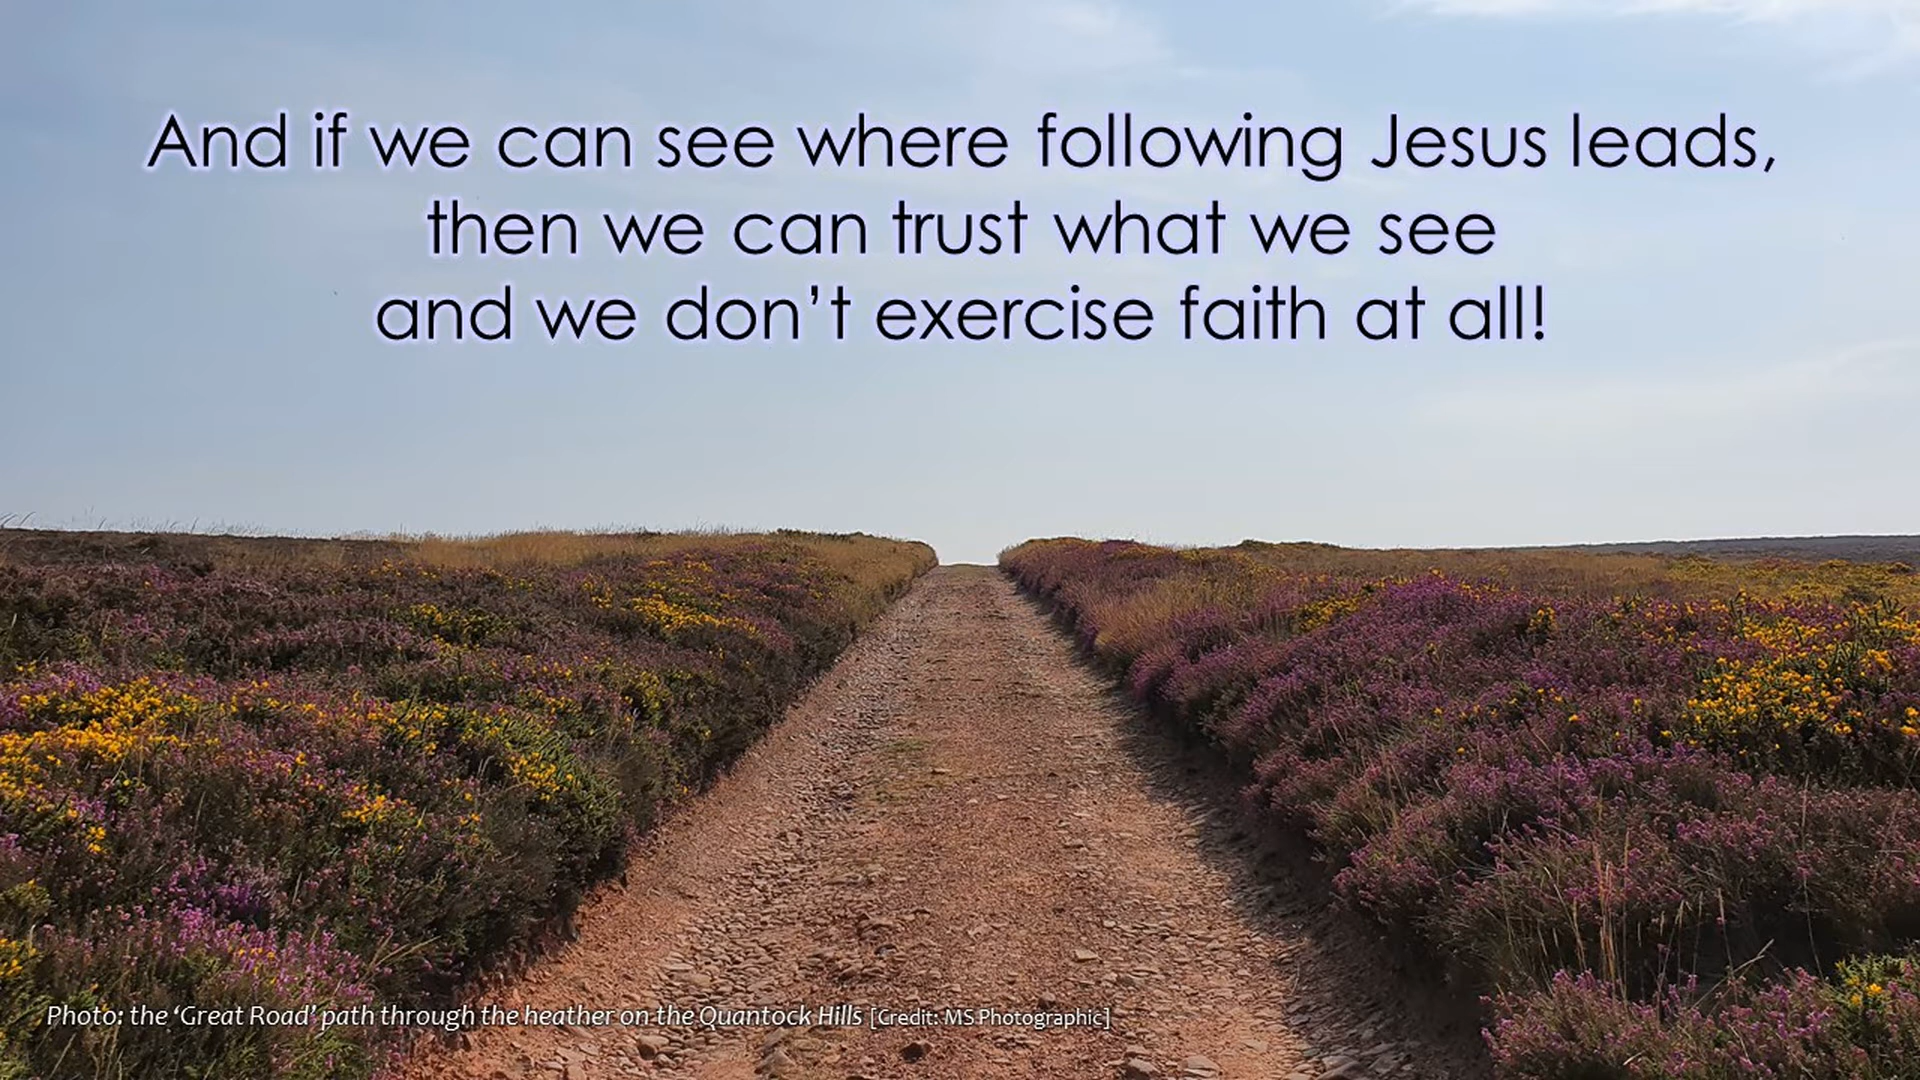 And if we can see where following Jesus leads,
then we can trust what we see
and we don’t exercise faith at all!
Photo: the ‘Great Road’ path through the heather on the Quantock Hills [Credit: MS Photographic]